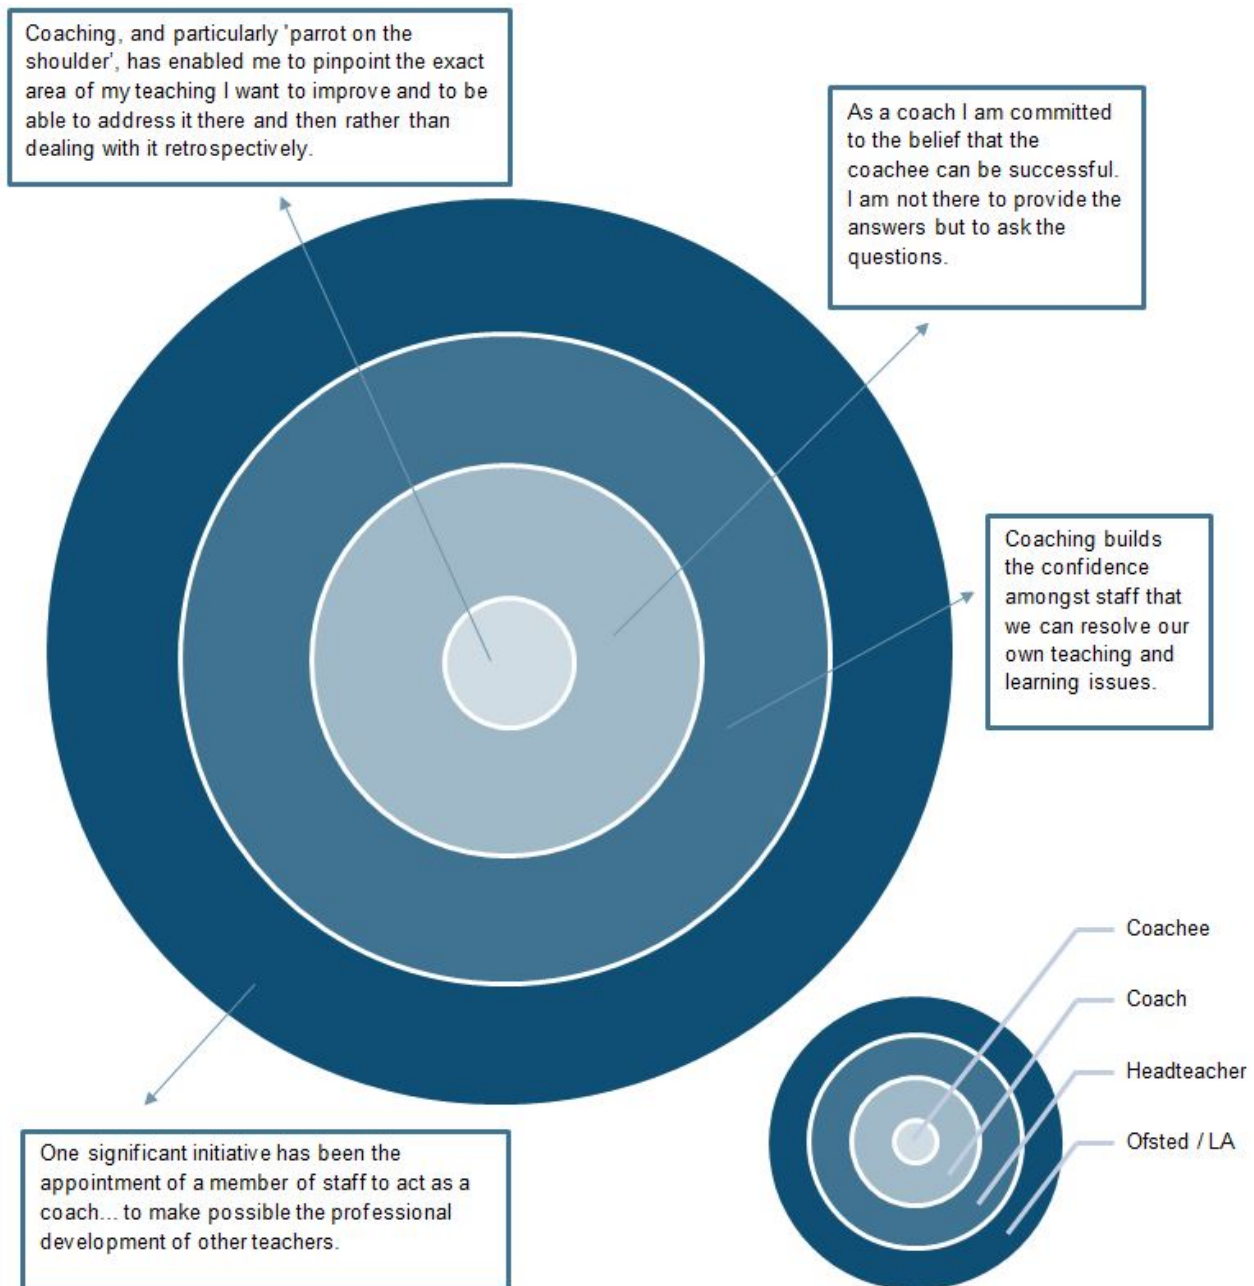 Coaching, and particularly 'parrot on the
shoulder', has enabled me to pinpoint the exact
area of my teaching I want to improve and to be
able to address it there and then rather than
dealing with it retrospectively.
As a coach I am committed
to the belief that the
coachee can be successful.
I am not there to provide the
answers but to ask the
questions.
Coaching builds
the confidence
amongst staff that
we can resolve our
own teaching and
learning issues.
One significant initiative has been the
appointment of a member of staff to act as a
coach... to make possible the professional
development of other teachers.
Coachee
Coach
Headteacher
Ofsted / LA